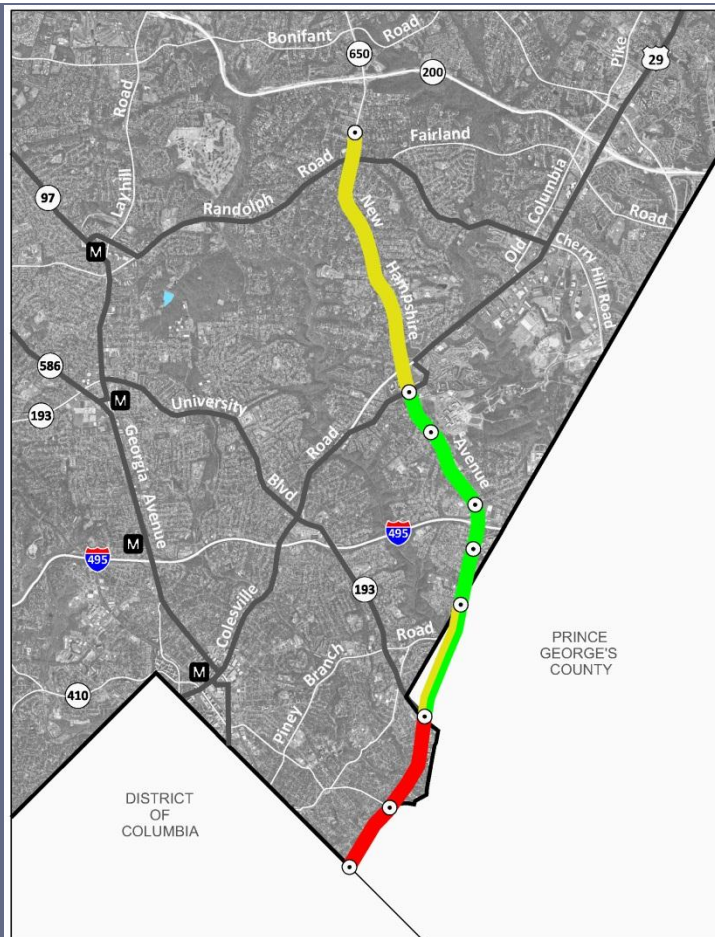 Bonifant Road
650
200
29
Pike
Old Columbia
Fairland Road
Layhill Road
Randolph Road
97
M
New Hampshire Avenue
Cherry Hill Road
586
193
M
University Blvd
Georgia Avenue
Colesville Road
M
495
495
193
Piney Branch Road
M
410
PRINCE
GEORGE'S
COUNTY
DISTRICT
OF
COLUMBIA